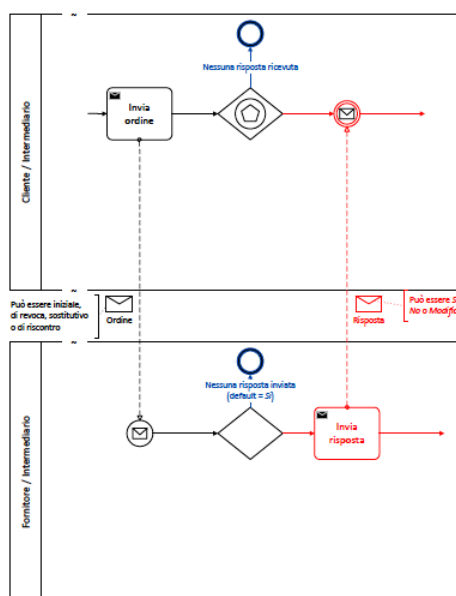 ~
Nessuna risposta ricevuta
Invia
ordine
Cliente / Intermediario
~
~
Può essere iniziale,
di revoca, sostitutivo
o di riscontro
Ordine
Risposta
Può essere S
No o Modific
Nessuna risposta inviata
(default = Sì)
Invia
risposta
Fornitore / Intermediario